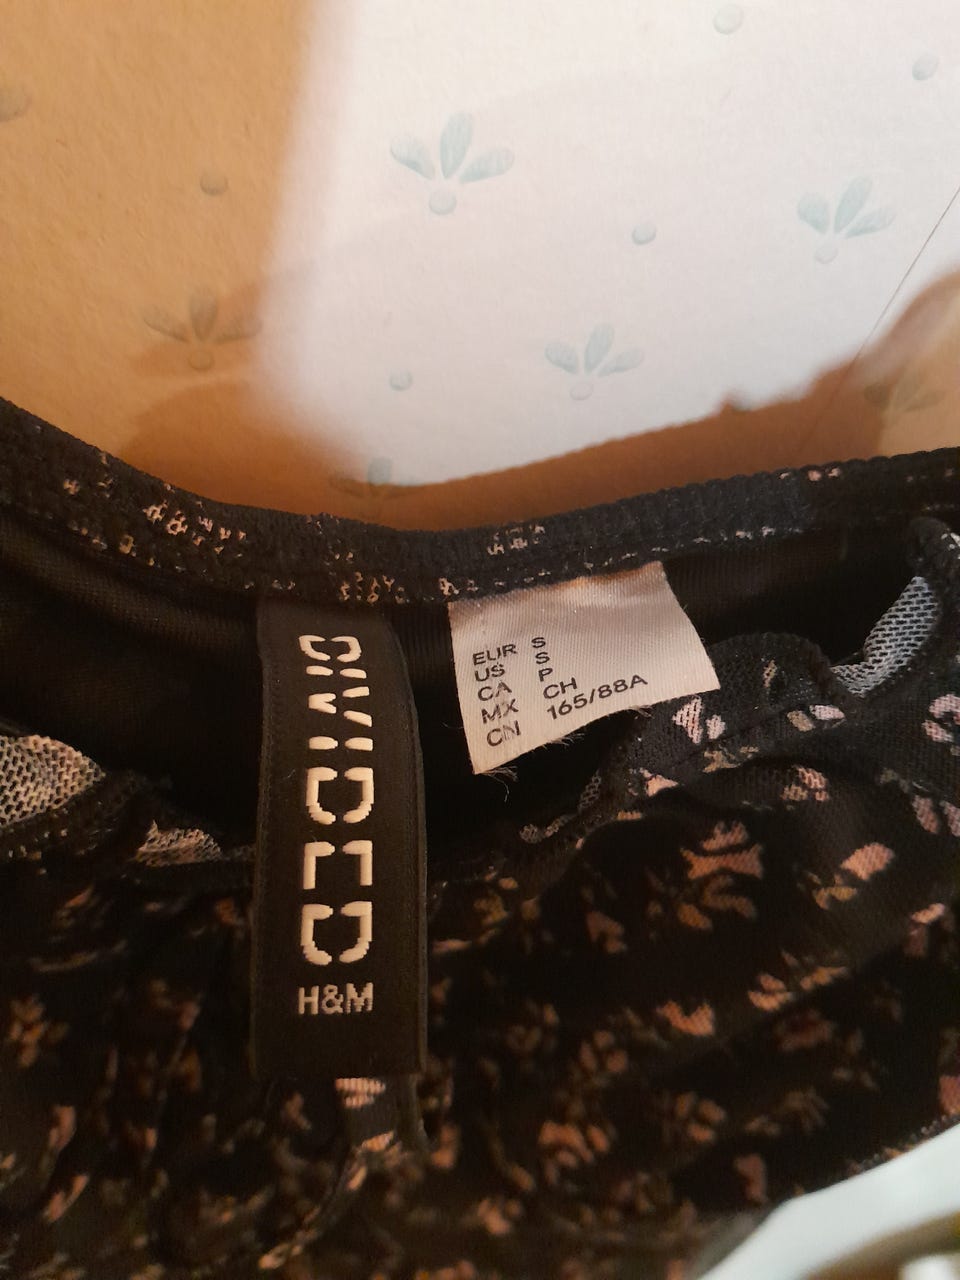 DIVIDED
H&M
EUR S
US S
CA P
MX CH
CN 165/88A